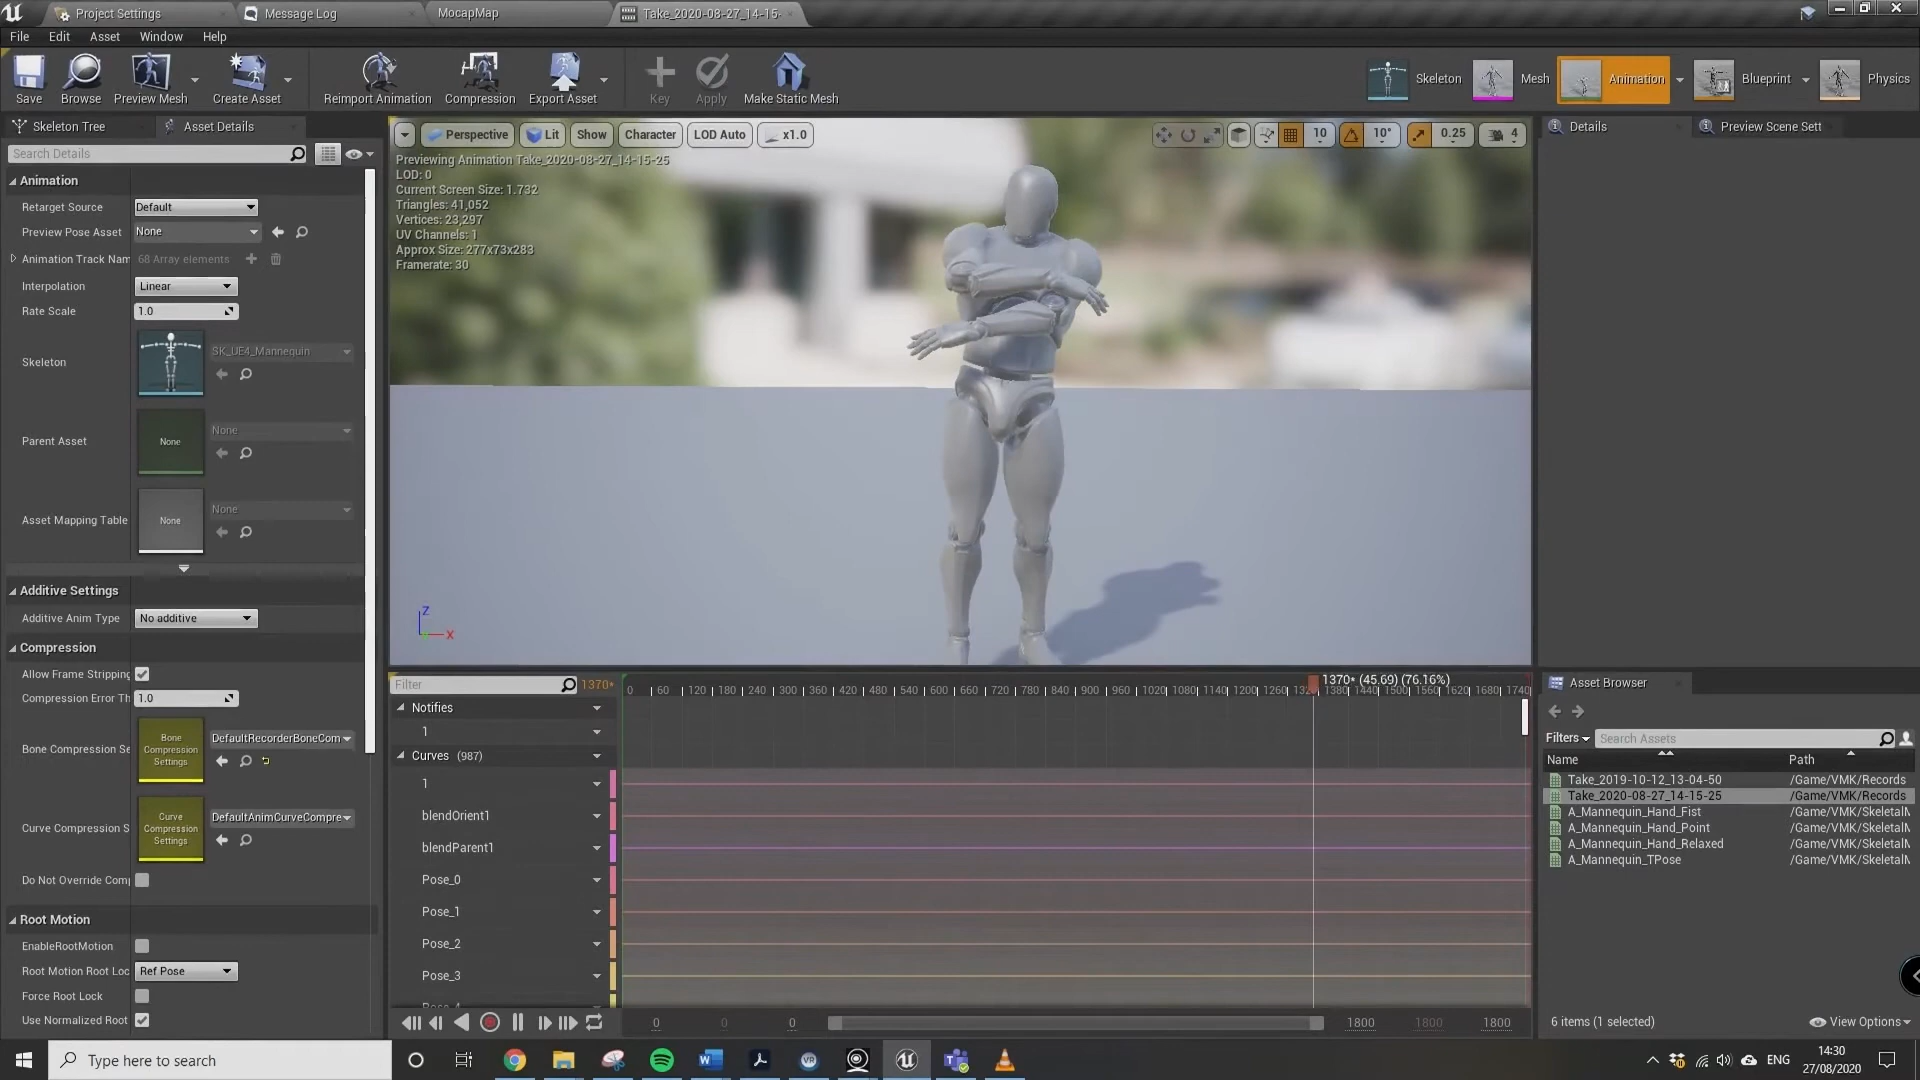 Project Settings
Message Log
MocapMap
Take_2020-08-27_14-15-
File Edit Asset Window Help
Save
Browse
Preview Mesh
Create Asset
Reimport Animation
Compression
Export Asset
Key
Apply
Make Static Mesh
Skeleton
Mesh
Animation
Blueprint
Physics
Skeleton Tree
Asset Details
Search Details
Animation
Retarget Source Default
Preview Pose Asset None
Animation Track Nam 68 Array elements
Interpolation Linear
Rate Scale 1.0
Skeleton SK_UE4_Mannequin
Parent Asset None None
Asset Mapping Table None None
Additive Settings
Additive Anim Type No additive
Compression
Allow Frame Stripping
Compression Error Th 1.0
Bone Compression Se
Bone
Compression
Settings
DefaultRecorderBoneCom
Curve Compression S
Curve
Compression
Settings
DefaultAnimCurveCompre
Do Not Override Comp
Root Motion
EnableRootMotion
Root Motion Root Loc Ref Pose
Force Root Lock
Use Normalized Root
Perspective Lit Show Character LOD Auto x1.0
10 10° 0.25 4
Previewing Animation Take_2020-08-27_14-15-25
LOD: 0
Current Screen Size: 1.732
Triangles: 41,052
Vertices: 23,297
UV Channels: 1
Approx Size: 277x73x283
Framerate: 30
Z
X
Filter 1370*
1370* (45.69) (76.16%)
0 60 120 180 240 300 360 420 480 540 600 660 720 780 840 900 960 1020 1080 1140 1200 1260 1380 1440 1500 1560 1620 1680 1740
Notifies
1
Curves (987)
1
blendOrient1
blendParent1
Pose_0
Pose_1
Pose_2
Pose_3
Pose_4
0 0 0 1800 1800 1800
Details
Preview Scene Sett
Asset Browser
Filters Search Assets
Name Path
Take_2019-10-12_13-04-50 /Game/VMK/Records
Take_2020-08-27_14-15-25 /Game/VMK/Records
A_Mannequin_Hand_Fist /Game/VMK/SkeletalM
A_Mannequin_Hand_Point /Game/VMK/SkeletalM
A_Mannequin_Hand_Relaxed /Game/VMK/SkeletalM
A_Mannequin_TPose /Game/VMK/SkeletalM
6 items (1 selected) View Options
Type here to search
ENG
14:30
27/08/2020